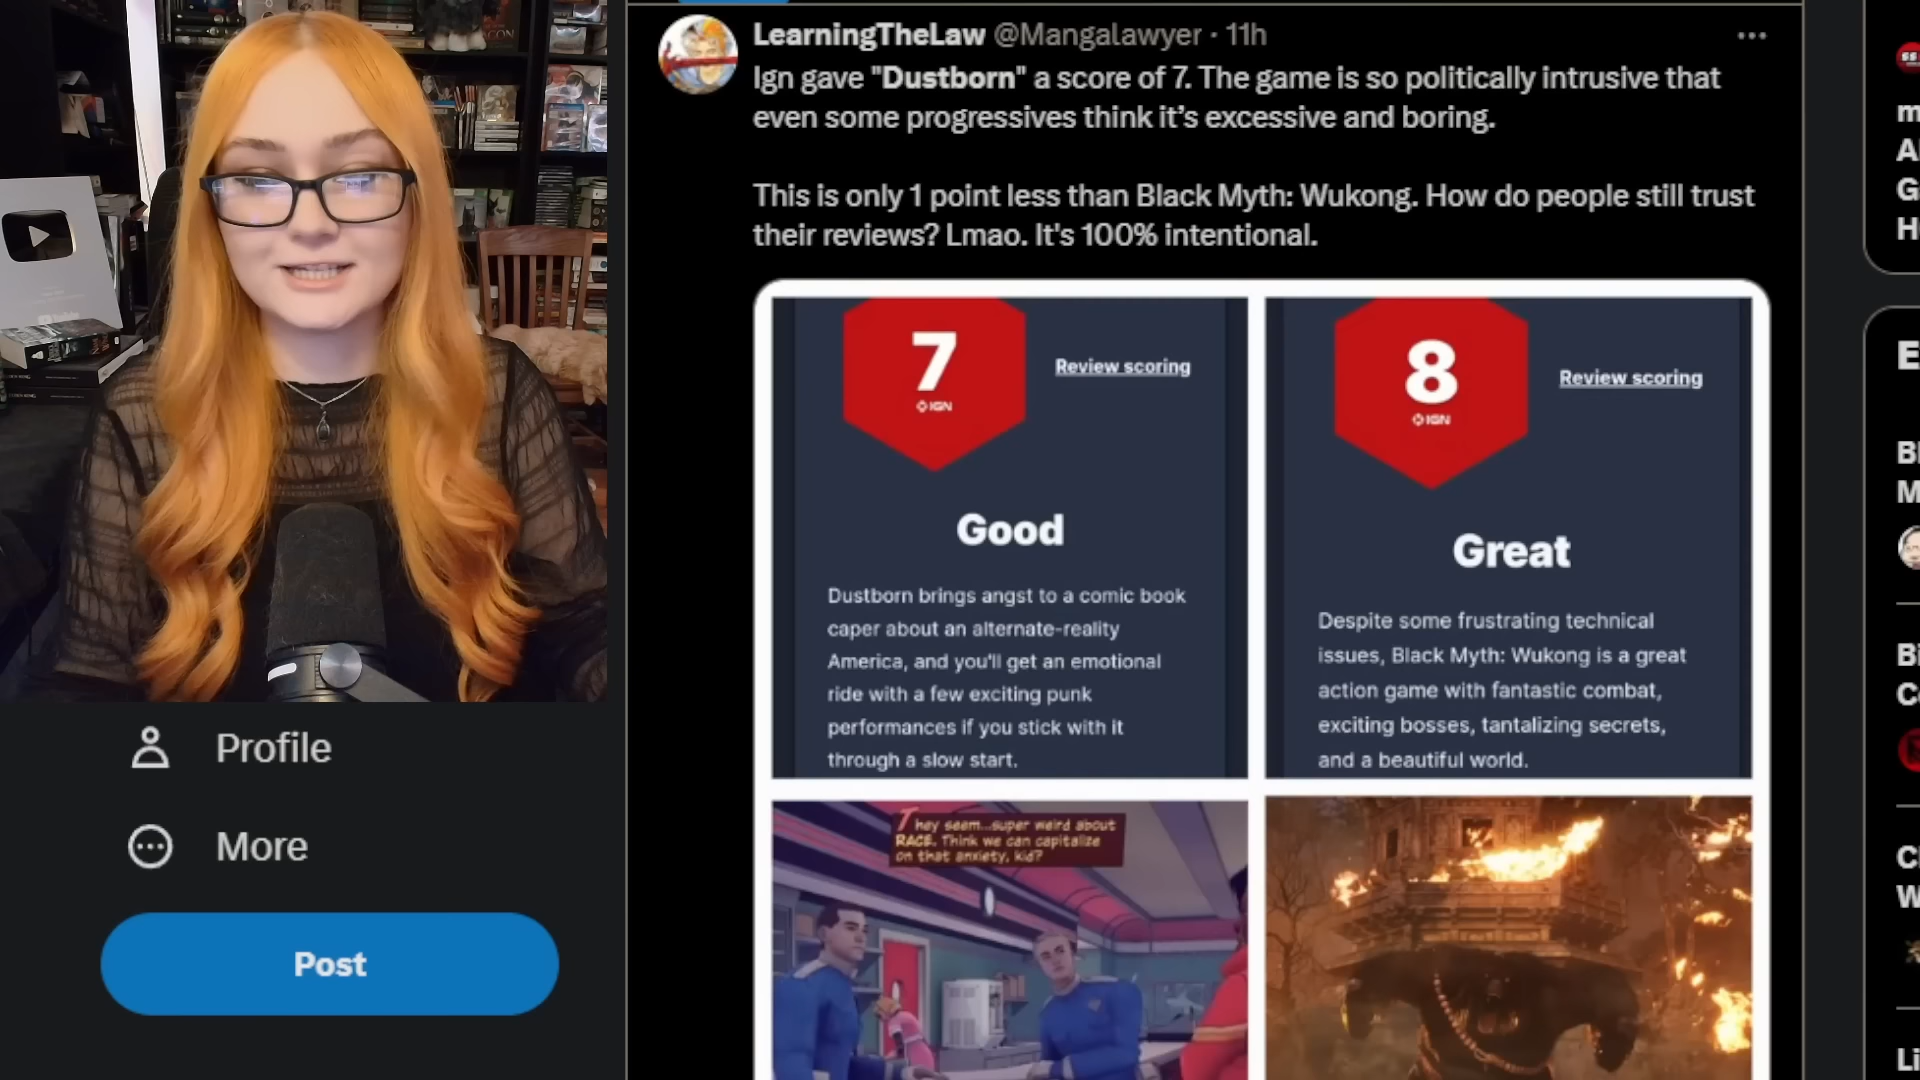 LearningTheLaw @MangaLawyer · 11h
Ign gave "Dustborn" a score of 7. The game is so politically intrusive that
even some progressives think it's excessive and boring.
This is only 1 point less than Black Myth: Wukong. How do people still trust
their reviews? Lmao. It's 100% intentional.
7
IGN
Review scoring
Good
Dustborn brings angst to a comic book
caper about an alternate-reality
America, and you'll get an emotional
ride with a few exciting punk
performances if you stick with it
through a slow start.
8
IGN
Review scoring
Great
Despite some frustrating technical
issues, Black Myth: Wukong is a great
action game with fantastic combat,
exciting bosses, tantalizing secrets,
and a beautiful world.
They seem...super weird about
RACE. Think we can capitalize
on that anxiety, kid?
Profile
More
Post